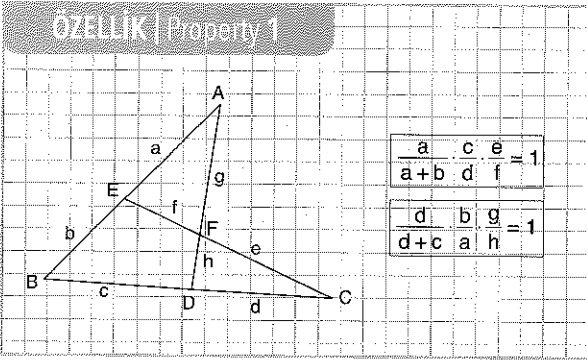 ÖZELLİK | Property 1
A
a
g
E
f
F
b
e
h
B
c
D
d
C
a/(a+b) · c/d · e/f = 1
d/(d+c) · b/a · g/h = 1